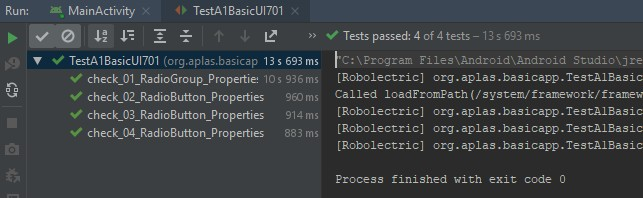 Run: MainActivity × TestA1BasicUI701 ×
Tests passed: 4 of 4 tests – 13 s 693 ms
TestA1BasicUI701 (org.aplas.basicap 13 s 693 ms
check_01_RadioGroup_Propertie: 10 s 936 ms
check_02_RadioButton_Properties 960 ms
check_03_RadioButton_Properties 914 ms
check_04_RadioButton_Properties 883 ms
"C:\Program Files\Android\Android Studio\jre
[Robolectric] org.aplas.basicapp.TestA1Basic
Called loadFromPath(/system/framework/framew
[Robolectric] org.aplas.basicapp.TestA1Basic
[Robolectric] org.aplas.basicapp.TestA1Basic
[Robolectric] org.aplas.basicapp.TestA1Basic
Process finished with exit code 0